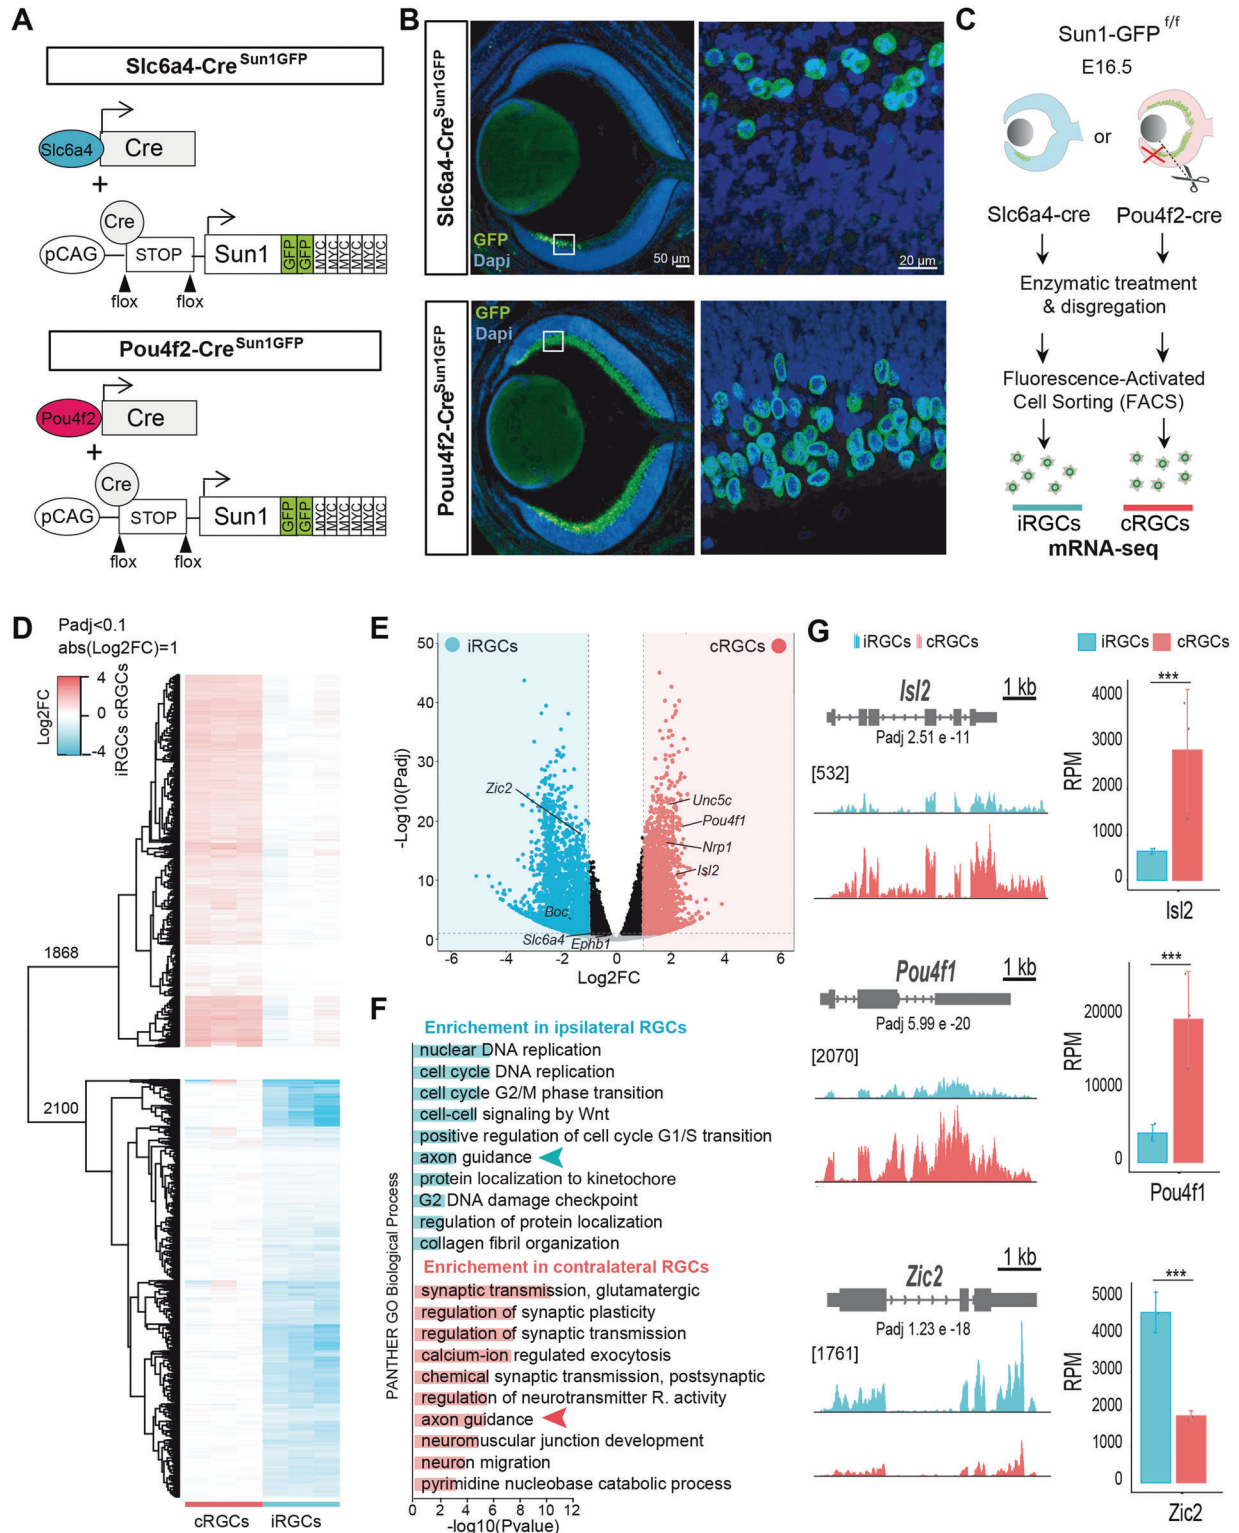 A
Slc6a4-Cre Sun1GFP
Slc6a4
Cre
+
Cre
pCAG
STOP
Sun1
GFP
GFP
MYC
MYC
MYC
MYC
MYC
MYC
flox
flox
Pou4f2-Cre Sun1GFP
Pou4f2
Cre
+
Cre
pCAG
STOP
Sun1
GFP
GFP
MYC
MYC
MYC
MYC
MYC
MYC
flox
flox
B
Slc6a4-Cre Sun1GFP
GFP
Dapi
50 µm
20 µm
Pou4f2-Cre Sun1GFP
GFP
Dapi
C
Sun1-GFP f/f
E16.5
or
Slc6a4-cre
Pou4f2-cre
Enzymatic treatment
& disgregation
Fluorescence-Activated
Cell Sorting (FACS)
iRGCs
cRGCs
mRNA-seq
D
Padj<0.1
abs(Log2FC)=1
Log2FC
4
0
-4
iRGCs cRGCs
1868
2100
cRGCs
iRGCs
E
iRGCs
cRGCs
-Log10(Padj)
50
40
30
20
10
0
Zic2
Unc5c
Pou4f1
Nrp1
Isl2
Boc
Slc6a4
Ephb1
-6
-4
-2
0
2
4
6
Log2FC
F
PANTHER GO Biological Process
Enrichement in ipsilateral RGCs
nuclear DNA replication
cell cycle DNA replication
cell cycle G2/M phase transition
cell-cell signaling by Wnt
positive regulation of cell cycle G1/S transition
axon guidance
protein localization to kinetochore
G2 DNA damage checkpoint
regulation of protein localization
collagen fibril organization
Enrichement in contralateral RGCs
synaptic transmission, glutamatergic
regulation of synaptic plasticity
regulation of synaptic transmission
calcium-ion regulated exocytosis
chemical synaptic transmission, postsynaptic
regulation of neurotransmitter R. activity
axon guidance
neuromuscular junction development
neuron migration
pyrimidine nucleobase catabolic process
0 2 4 6 8 10 12
-log10(Pvalue)
G
iRGCs
cRGCs
iRGCs
cRGCs
Isl2
1 kb
Padj 2.51 e -11
[532]
RPM
4000
3000
2000
1000
0
***
Isl2
Pou4f1
1 kb
Padj 5.99 e -20
[2070]
RPM
20000
10000
0
***
Pou4f1
Zic2
1 kb
Padj 1.23 e -18
[1761]
RPM
5000
4000
3000
2000
1000
0
***
Zic2